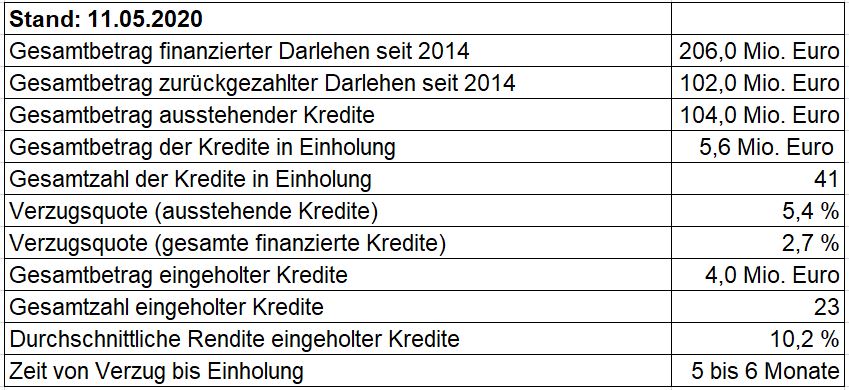 Stand: 11.05.2020
Gesamtbetrag finanzierter Darlehen seit 2014 206,0 Mio. Euro
Gesamtbetrag zurückgezahlter Darlehen seit 2014 102,0 Mio. Euro
Gesamtbetrag ausstehender Kredite 104,0 Mio. Euro
Gesamtbetrag der Kredite in Einholung 5,6 Mio. Euro
Gesamtzahl der Kredite in Einholung 41
Verzugsquote (ausstehende Kredite) 5,4 %
Verzugsquote (gesamte finanzierte Kredite) 2,7 %
Gesamtbetrag eingeholter Kredite 4,0 Mio. Euro
Gesamtzahl eingeholter Kredite 23
Durchschnittliche Rendite eingeholter Kredite 10,2 %
Zeit von Verzug bis Einholung 5 bis 6 Monate